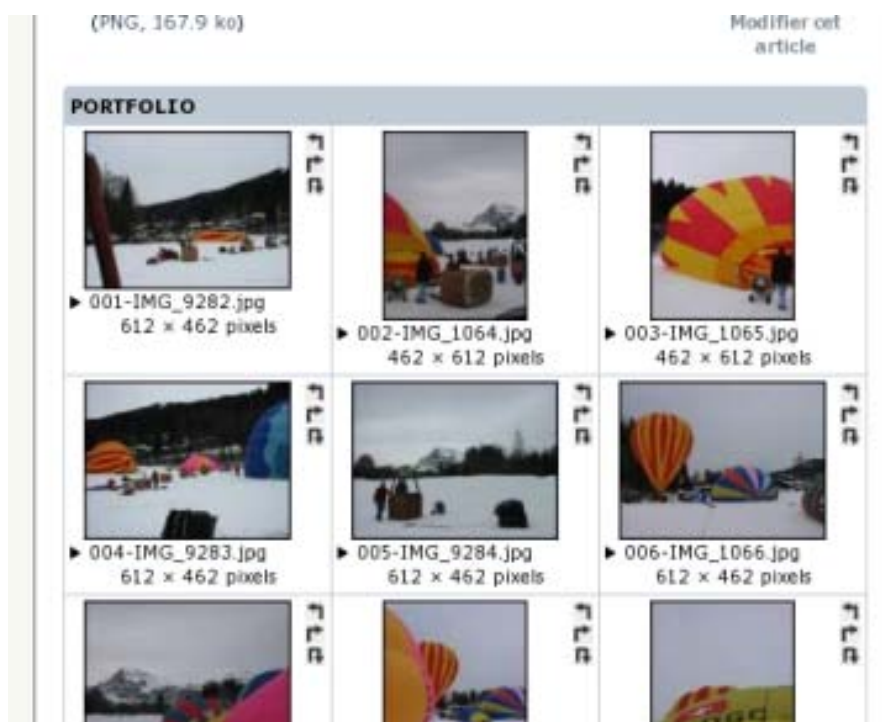 (PNG, 167.9 ko)
Modifier cet
article
PORTFOLIO
001-IMG_9282.jpg
612 × 462 pixels
002-IMG_1064.jpg
462 × 612 pixels
003-IMG_1065.jpg
462 × 612 pixels
004-IMG_9283.jpg
612 × 462 pixels
005-IMG_9284.jpg
612 × 462 pixels
006-IMG_1066.jpg
612 × 462 pixels